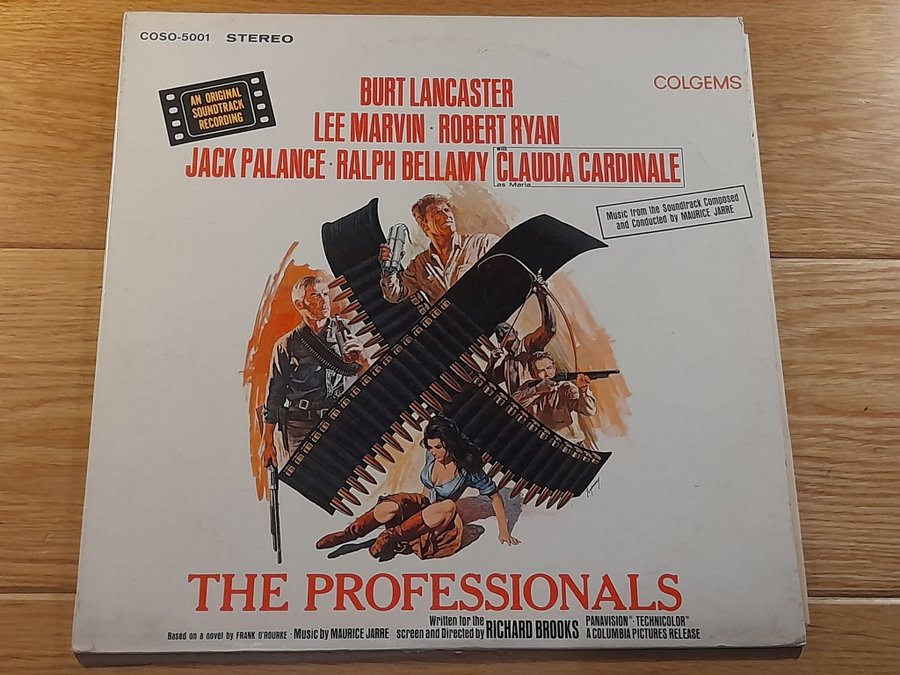 COSO-5001 STEREO
COLGEMS
AN ORIGINAL
SOUNDTRACK
RECORDING
BURT LANCASTER
LEE MARVIN · ROBERT RYAN
JACK PALANCE · RALPH BELLAMY with CLAUDIA CARDINALE
as Maria
Music from the Soundtrack Composed
and Conducted by MAURICE JARRE
THE PROFESSIONALS
Based on a novel by FRANK O'ROURKE · Music by MAURICE JARRE
Written for the
screen and Directed by RICHARD BROOKS
PANAVISION® · TECHNICOLOR®
A COLUMBIA PICTURES RELEASE